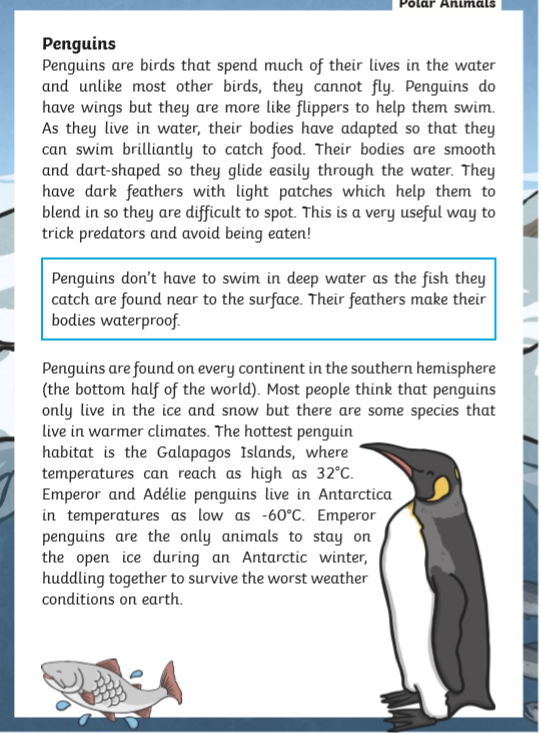 Polar Animals
Penguins
Penguins are birds that spend much of their lives in the water
and unlike most other birds, they cannot fly. Penguins do
have wings but they are more like flippers to help them swim.
As they live in water, their bodies have adapted so that they
can swim brilliantly to catch food. Their bodies are smooth
and dart-shaped so they glide easily through the water. They
have dark feathers with light patches which help them to
blend in so they are difficult to spot. This is a very useful way to
trick predators and avoid being eaten!
Penguins don't have to swim in deep water as the fish they
catch are found near to the surface. Their feathers make their
bodies waterproof.
Penguins are found on every continent in the southern hemisphere
(the bottom half of the world). Most people think that penguins
only live in the ice and snow but there are some species that
live in warmer climates. The hottest penguin
habitat is the Galapagos Islands, where
temperatures can reach as high as 32°C.
Emperor and Adélie penguins live in Antarctica
in temperatures as low as -60°C. Emperor
penguins are the only animals to stay on
the open ice during an Antarctic winter,
huddling together to survive the worst weather
conditions on earth.